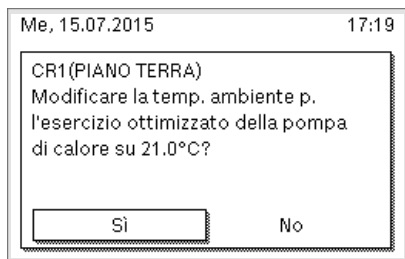 Me, 15.07.2015 17:19
CR1(PIANO TERRA)
Modificare la temp. ambiente p.
l'esercizio ottimizzato della pompa
di calore su 21.0°C?
Sì No